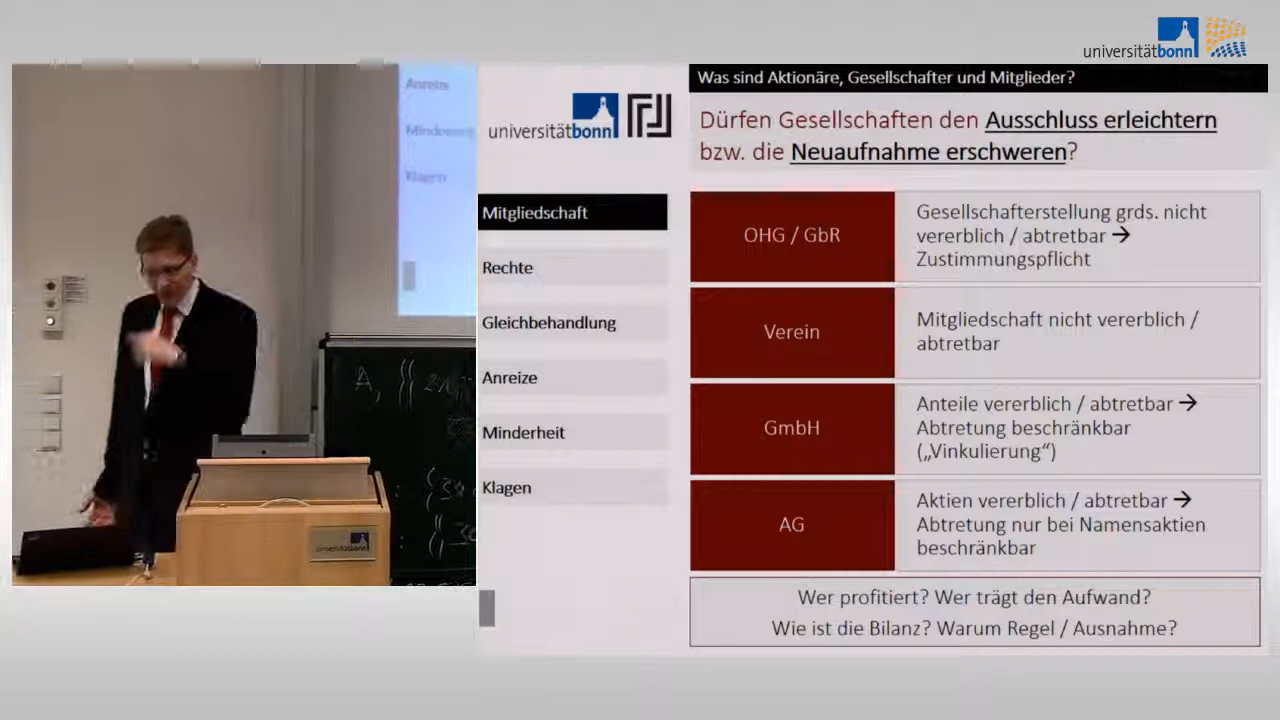 universitätbonn
Was sind Aktionäre, Gesellschafter und Mitglieder?
universitätbonn
Dürfen Gesellschaften den Ausschluss erleichtern
bzw. die Neuaufnahme erschweren?
Mitgliedschaft
Rechte
Gleichbehandlung
Anreize
Minderheit
Klagen
OHG / GbR
Gesellschafterstellung grds. nicht
vererblich / abtretbar →
Zustimmungspflicht
Verein
Mitgliedschaft nicht vererblich /
abtretbar
GmbH
Anteile vererblich / abtretbar →
Abtretung beschränkbar
(„Vinkulierung“)
AG
Aktien vererblich / abtretbar →
Abtretung nur bei Namensaktien
beschränkbar
Wer profitiert? Wer trägt den Aufwand?
Wie ist die Bilanz? Warum Regel / Ausnahme?
Anreize
Klagen
universitätbonn